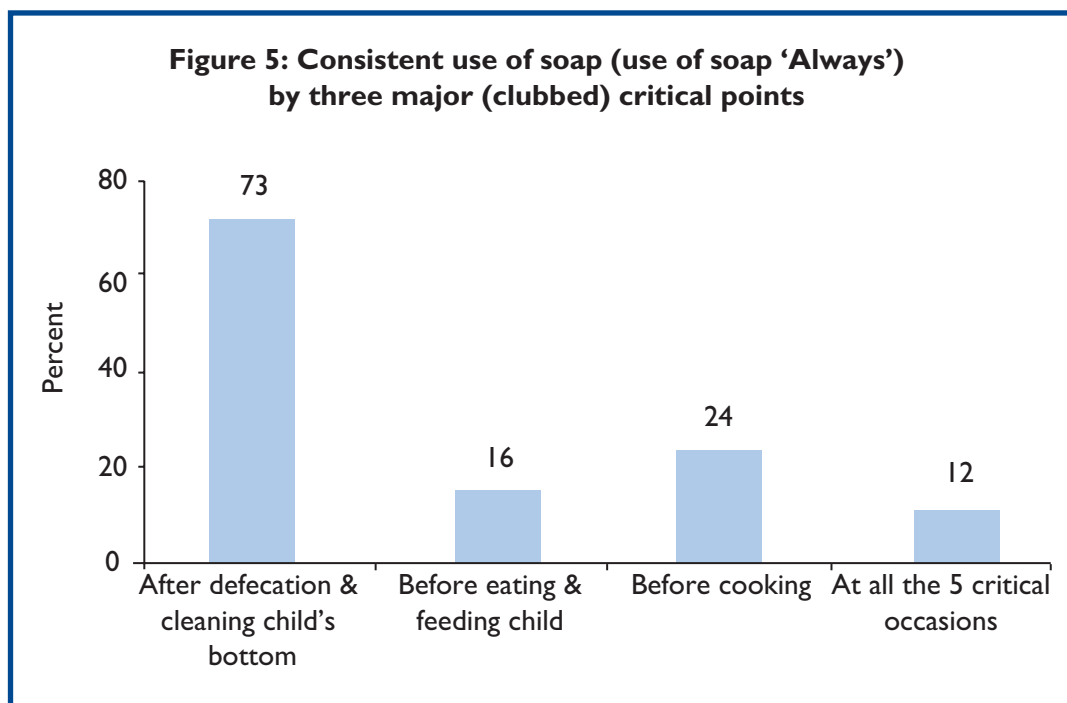 Figure 5: Consistent use of soap (use of soap ‘Always’)
by three major (clubbed) critical points
Percent
80
60
40
20
0
73
16
24
12
After defecation &
cleaning child’s
bottom
Before eating &
feeding child
Before cooking
At all the 5 critical
occasions